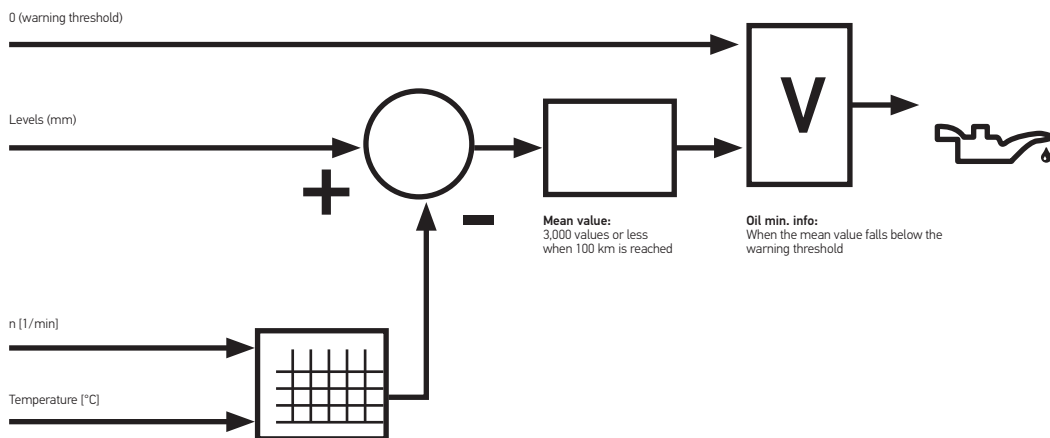 0 (warning threshold)
Levels (mm)
V
Mean value:
3,000 values or less
when 100 km is reached
Oil min. info:
When the mean value falls below the
warning threshold
n [1/min]
Temperature [°C]